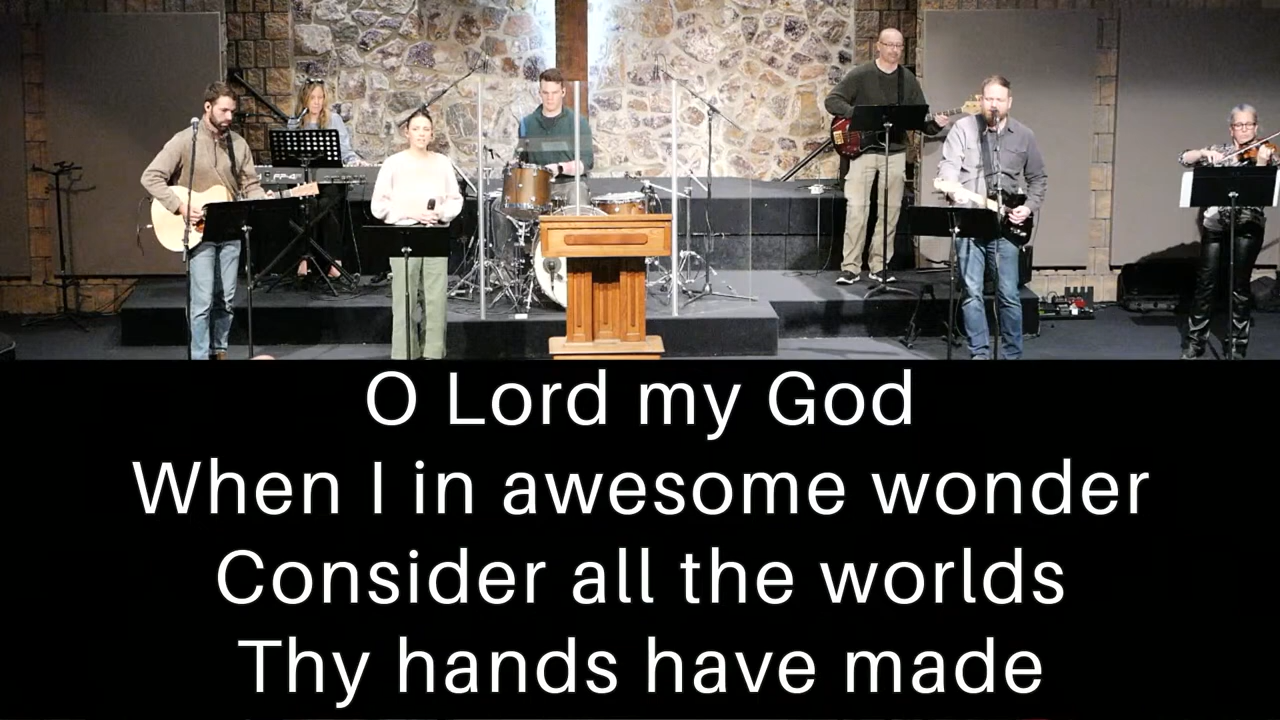 O Lord my God
When I in awesome wonder
Consider all the worlds
Thy hands have made